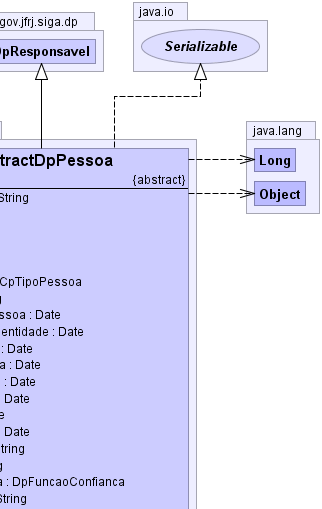 gov.jfrj.siga.dp
java.io
DpResponsavel
Serializable
java.lang
Long
Object
tractDpPessoa
{abstract}
String
CpTipoPessoa
g
essoa : Date
entidade : Date
: Date
a : Date
: Date
Date
e
Date
tring
g
a : DpFuncaoConfianca
String